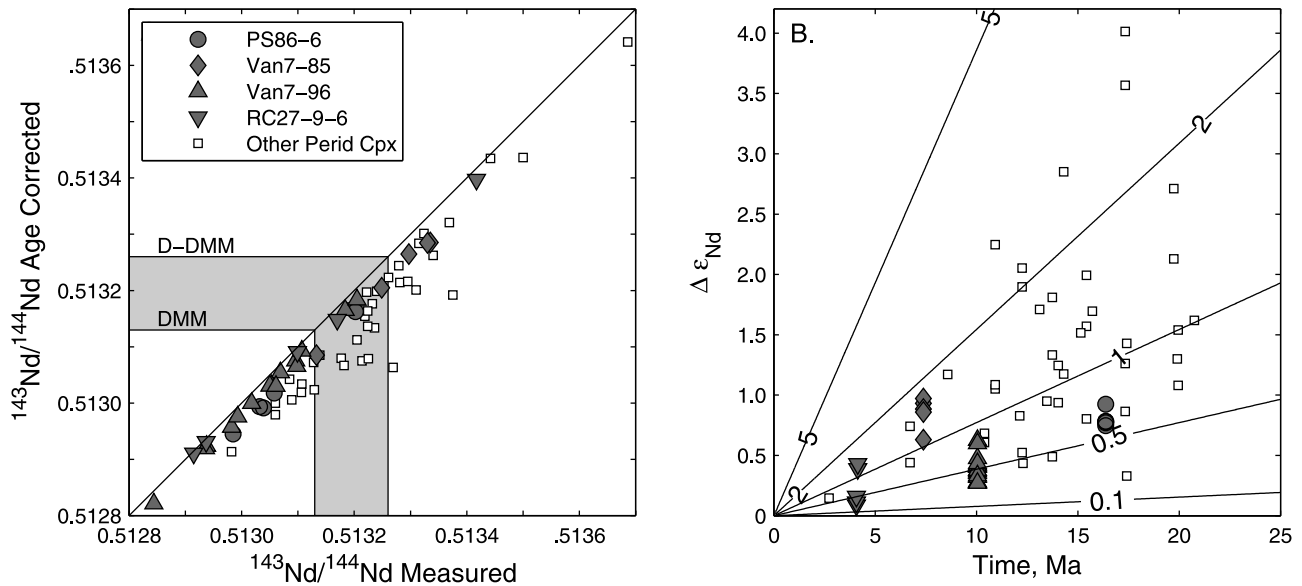 PS86-6
Van7-85
Van7-96
RC27-9-6
Other Perid Cpx
.5136
0.5134
0.5132
0.5130
0.5128
143Nd/144Nd Age Corrected
D-DMM
DMM
0.5128
0.5130
0.5132
0.5134
0.5136
143Nd/144Nd Measured
B.
4.0
3.5
3.0
2.5
2.0
1.5
1.0
0.5
0
Δ εNd
5
5
2
2
1
0.5
0.1
0
5
10
15
20
25
Time, Ma